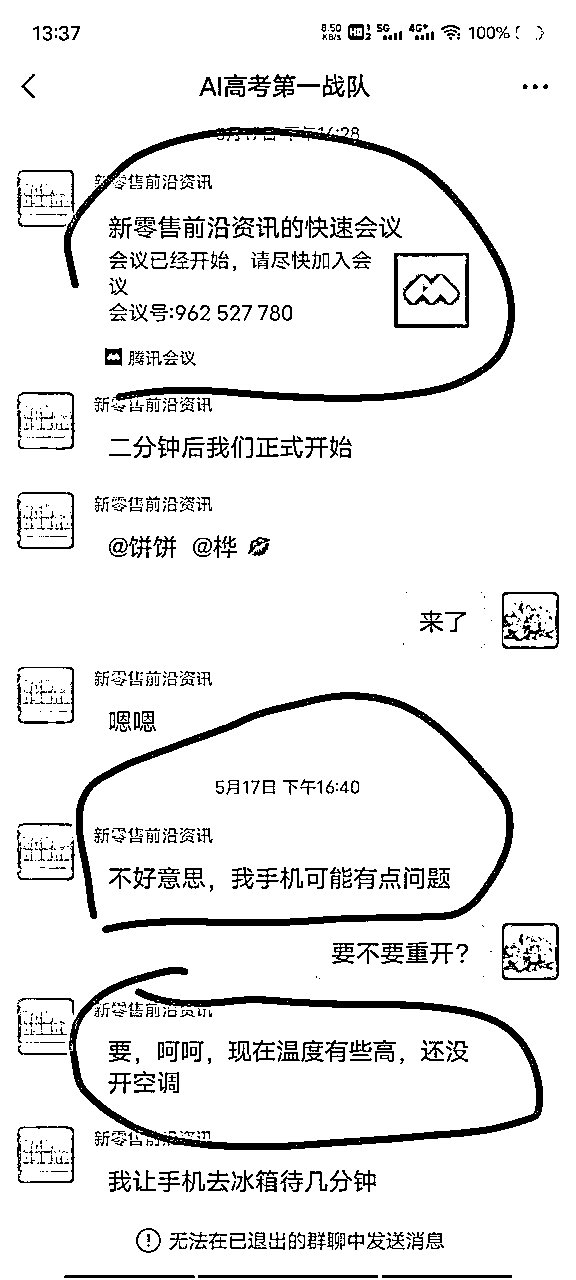 13:37
8.50 KB/S HD 1 2 5G 4G+ 100%
AI高考第一战队
5月17日 下午16:28
新零售前沿资讯
新零售前沿资讯的快速会议
会议已经开始，请尽快加入会
议
会议号:962 527 780
腾讯会议
新零售前沿资讯
二分钟后我们正式开始
新零售前沿资讯
@饼饼 @桦
来了
新零售前沿资讯
嗯嗯
5月17日 下午16:40
新零售前沿资讯
不好意思，我手机可能有点问题
要不要重开？
新零售前沿资讯
要，呵呵，现在温度有些高，还没
开空调
新零售前沿资讯
我让手机去冰箱待几分钟
无法在已退出的群聊中发送消息